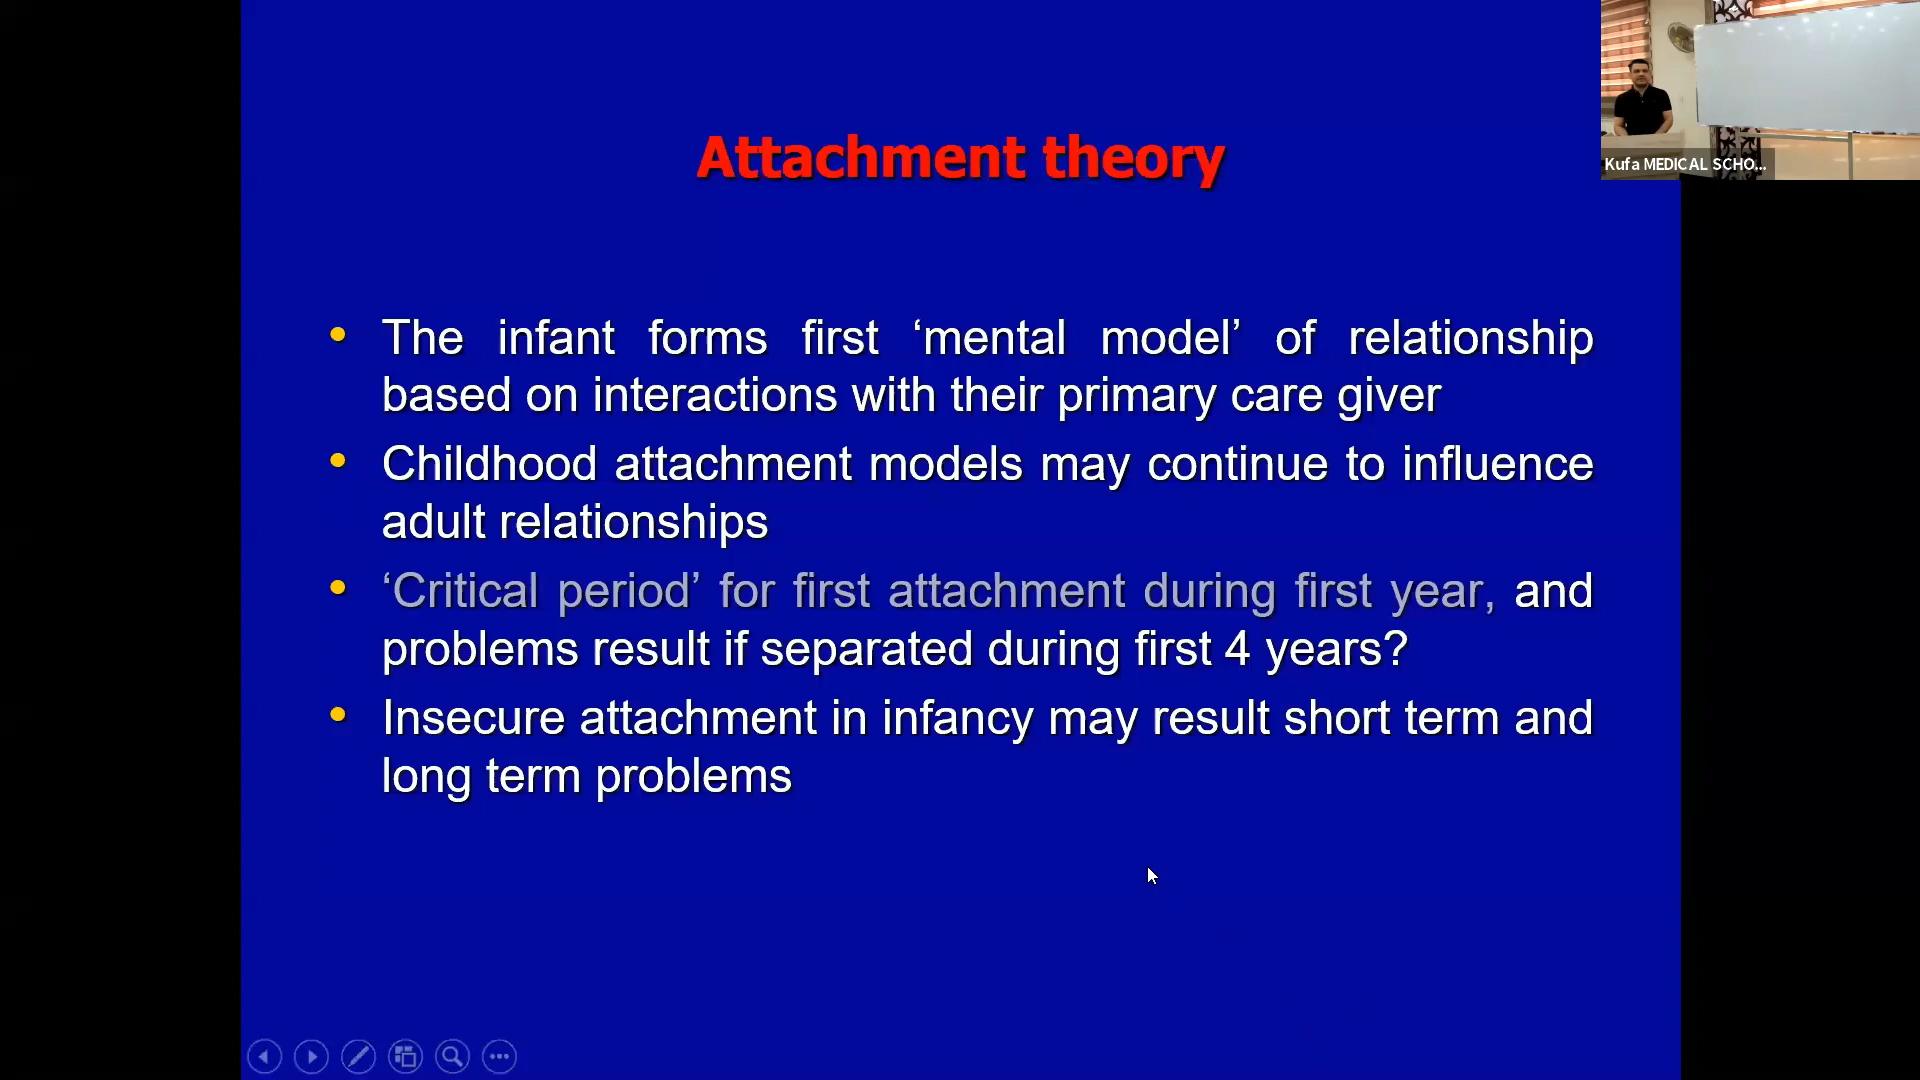 Attachment theory
Kufa MEDICAL SCHO...
• The infant forms first ‘mental model’ of relationship
based on interactions with their primary care giver
• Childhood attachment models may continue to influence
adult relationships
• ‘Critical period’ for first attachment during first year, and
problems result if separated during first 4 years?
• Insecure attachment in infancy may result short term and
long term problems